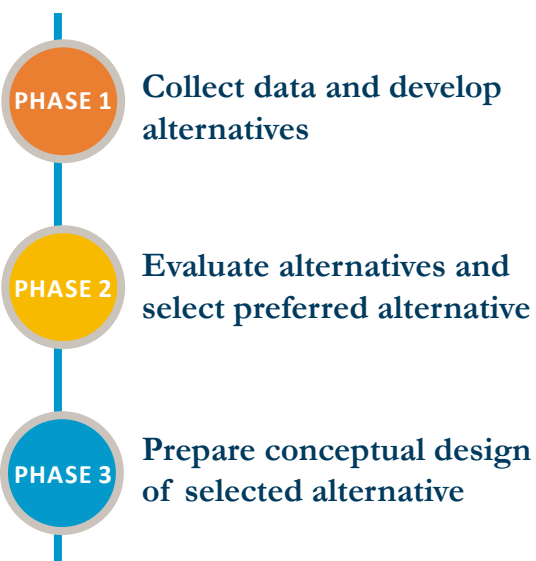 PHASE 1
Collect data and develop
alternatives
PHASE 2
Evaluate alternatives and
select preferred alternative
PHASE 3
Prepare conceptual design
of selected alternative